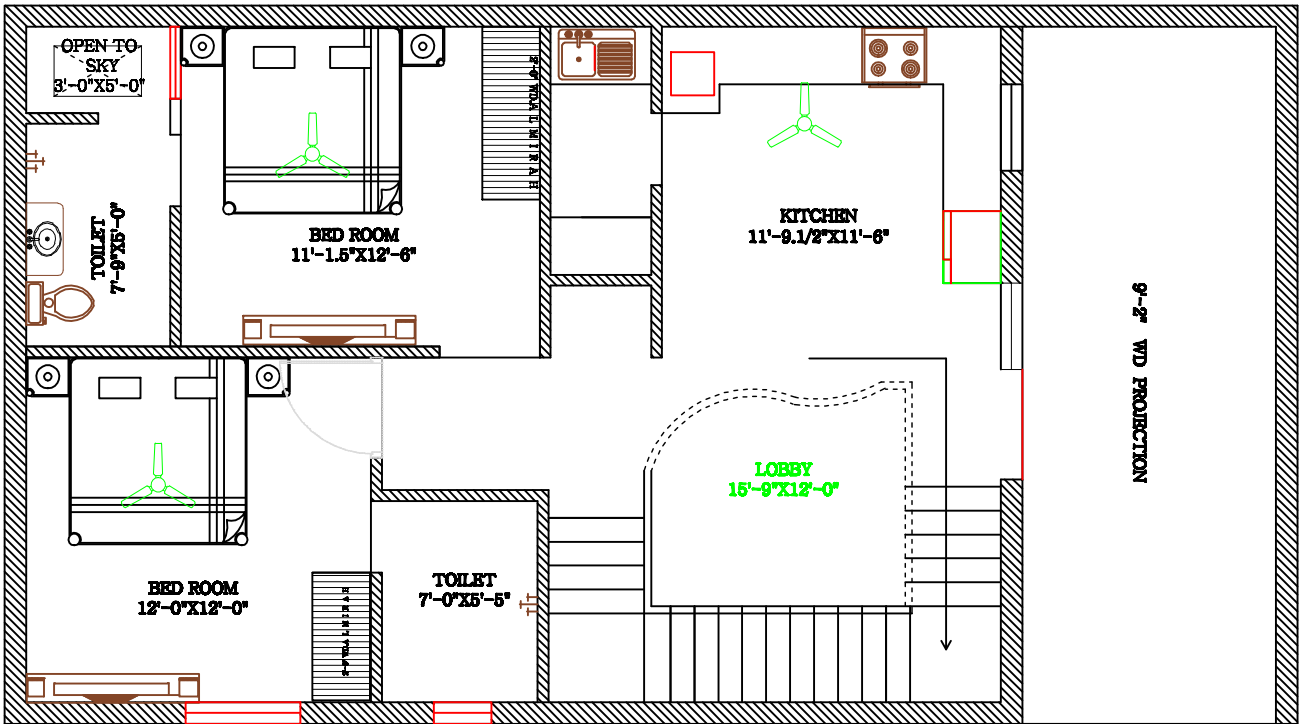 OPEN TO
SKY
3'-0"X5'-0"
TOILET
7'-9"X5'-0"
BED ROOM
11'-1.5"X12'-6"
KITCHEN
11'-9.1/2"X11'-6"
9'-2" WD PROJECTION
LOBBY
15'-9"X12'-0"
BED ROOM
12'-0"X12'-0"
TOILET
7'-0"X5'-5"